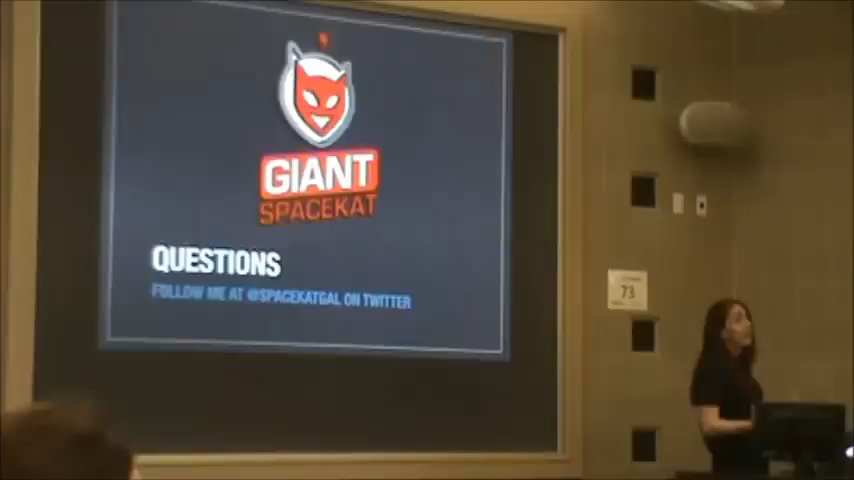 GIANT
SPACEKAT
QUESTIONS
FOLLOW ME AT @SPACEKATGAL ON TWITTER
73